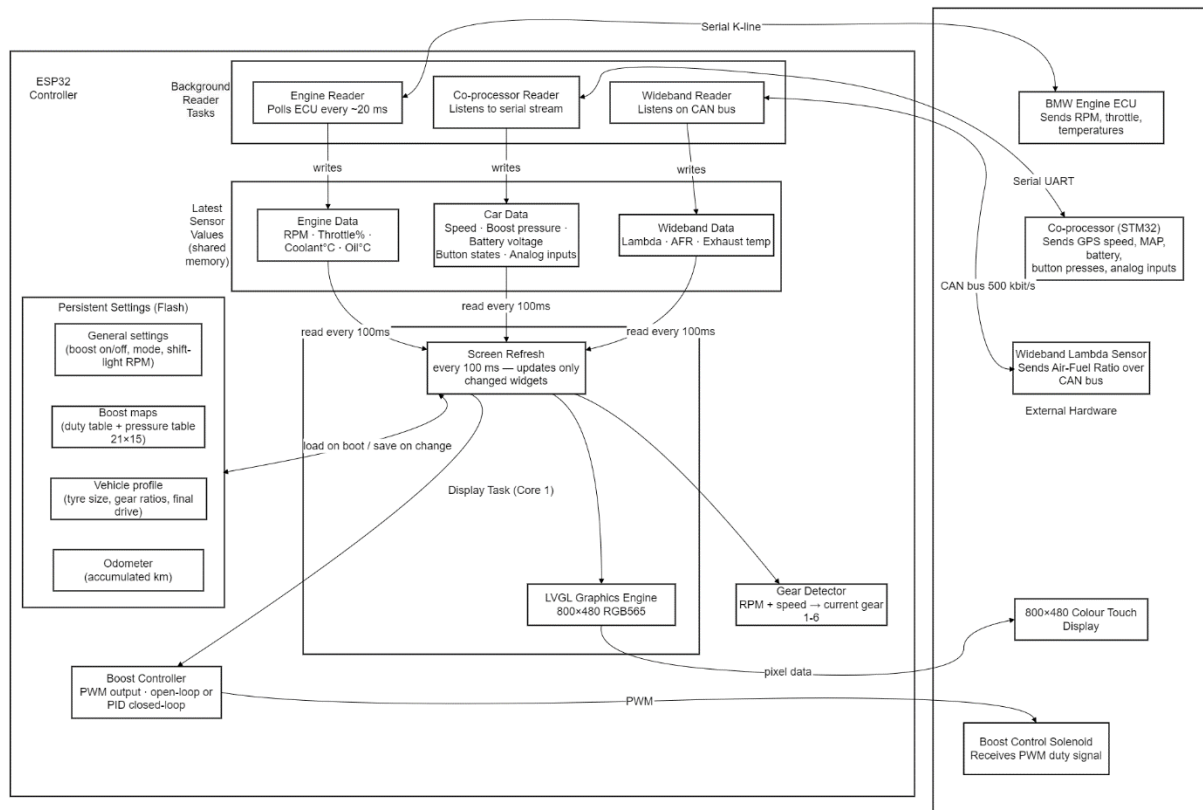 Serial K-line
ESP32
Controller
Background
Reader
Tasks
Engine Reader
Polls ECU every ~20 ms
Co-processor Reader
Listens to serial stream
Wideband Reader
Listens on CAN bus
BMW Engine ECU
Sends RPM, throttle,
temperatures
writes
writes
writes
Serial UART
Latest
Sensor
Values
(shared
memory)
Engine Data
RPM · Throttle% ·
Coolant°C · Oil°C
Car Data
Speed · Boost pressure ·
Battery voltage
Button states · Analog inputs
Wideband Data
Lambda · AFR · Exhaust temp
Co-processor (STM32)
Sends GPS speed, MAP,
battery,
button presses, analog inputs
CAN bus 500 kbit/s
read every 100ms
read every 100ms
read every 100ms
Persistent Settings (Flash)
General settings
(boost on/off, mode, shift-
light RPM)
Boost maps
(duty table + pressure table
21×15)
Vehicle profile
(tyre size, gear ratios, final
drive)
Odometer
(accumulated km)
Screen Refresh
every 100 ms — updates only
changed widgets
Wideband Lambda Sensor
Sends Air-Fuel Ratio over
CAN bus
External Hardware
load on boot / save on change
Display Task (Core 1)
LVGL Graphics Engine
800×480 RGB565
Gear Detector
RPM + speed → current gear
1-6
800×480 Colour Touch
Display
pixel data
Boost Controller
PWM output · open-loop or
PID closed-loop
PWM
Boost Control Solenoid
Receives PWM duty signal